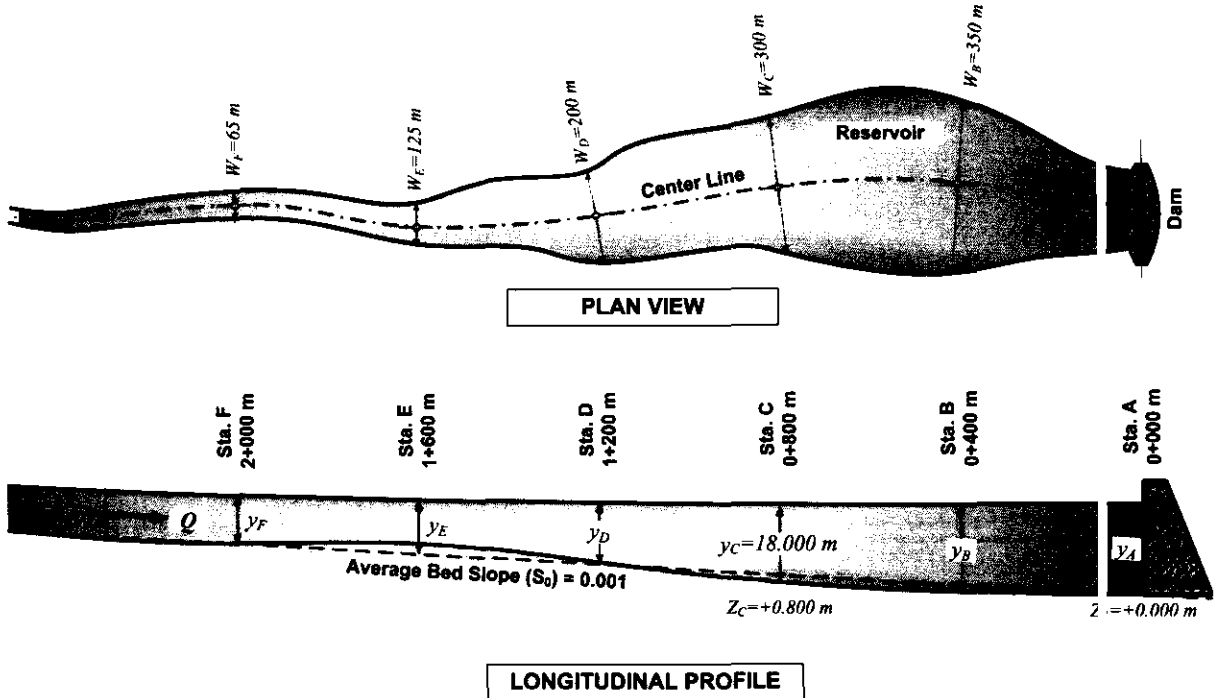 W_F=65 m
W_E=125 m
W_D=200 m
W_C=300 m
W_B=350 m
Reservoir
Center Line
Dam
PLAN VIEW
Sta. F
2+000 m
Sta. E
1+600 m
Sta. D
1+200 m
Sta. C
0+800 m
Sta. B
0+400 m
Sta. A
0+000 m
Q
y_F
y_E
y_D
y_C=18.000 m
y_B
y_A
Average Bed Slope (S_0) = 0.001
Z_C=+0.800 m
=+0.000 m
LONGITUDINAL PROFILE